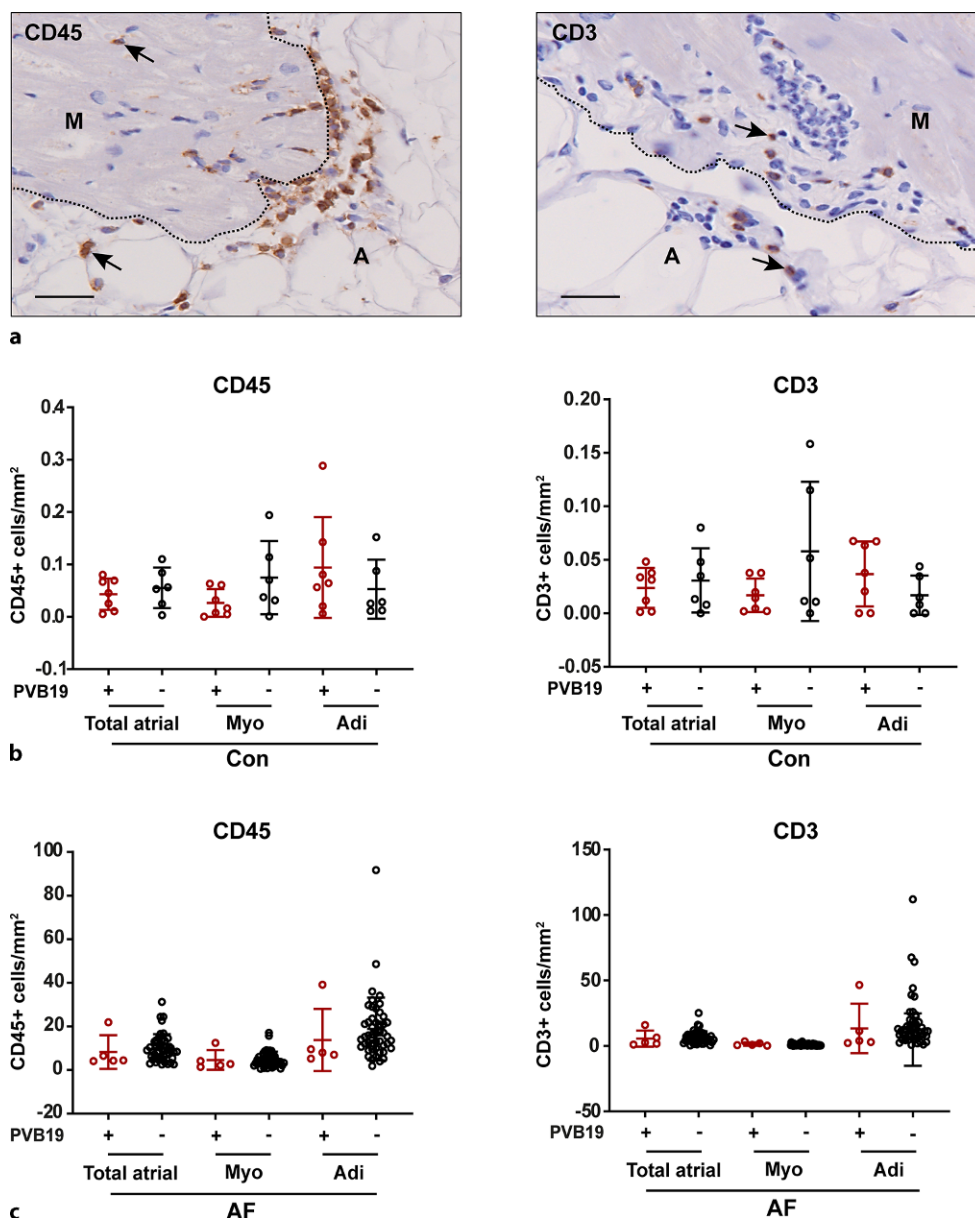 CD45
M
A
CD3
M
A
a
CD45
CD45+ cells/mm²
0.4
0.3
0.2
0.1
0.0
-0.1
PVB19 + - + - + -
Total atrial Myo Adi
Con
CD3
CD3+ cells/mm²
0.20
0.15
0.10
0.05
0.00
-0.05
PVB19 + - + - + -
Total atrial Myo Adi
Con
b
CD45
CD45+ cells/mm²
100
80
60
40
20
0
-20
PVB19 + - + - + -
Total atrial Myo Adi
AF
CD3
CD3+ cells/mm²
150
100
50
0
-50
PVB19 + - + - + -
Total atrial Myo Adi
AF
c